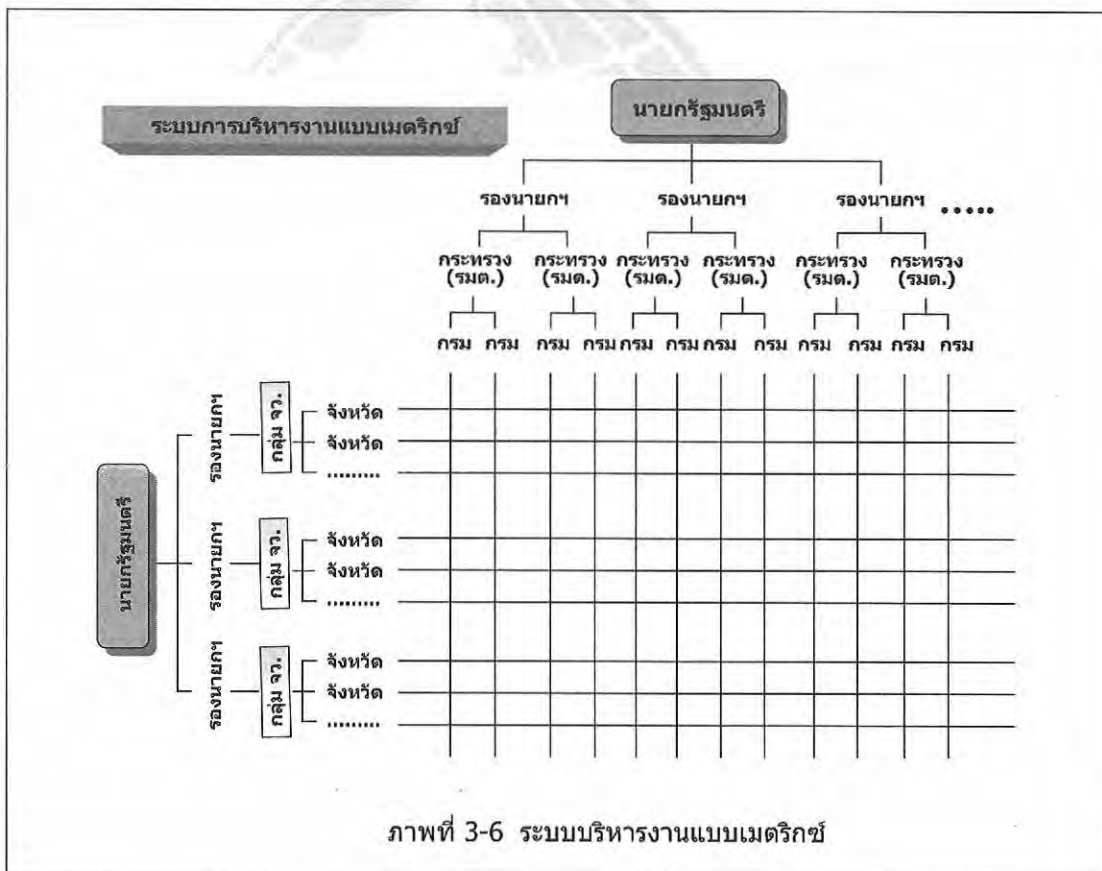 นายกรัฐมนตรี
ระบบการบริหารงานแบบเมตริกซ์
รองนายกฯ รองนายกฯ รองนายกฯ .....
กระทรวง กระทรวง กระทรวง กระทรวง กระทรวง กระทรวง
(รมต.) (รมต.) (รมต.) (รมต.) (รมต.) (รมต.)
กรม กรม กรม กรม กรม กรม กรม กรม กรม กรม กรม กรม
นายกรัฐมนตรี
รองนายกฯ
กลุ่ม จว.
จังหวัด
จังหวัด
.........
รองนายกฯ
กลุ่ม จว.
จังหวัด
จังหวัด
.........
รองนายกฯ
กลุ่ม จว.
จังหวัด
จังหวัด
.........
ภาพที่ 3-6 ระบบบริหารงานแบบเมตริกซ์